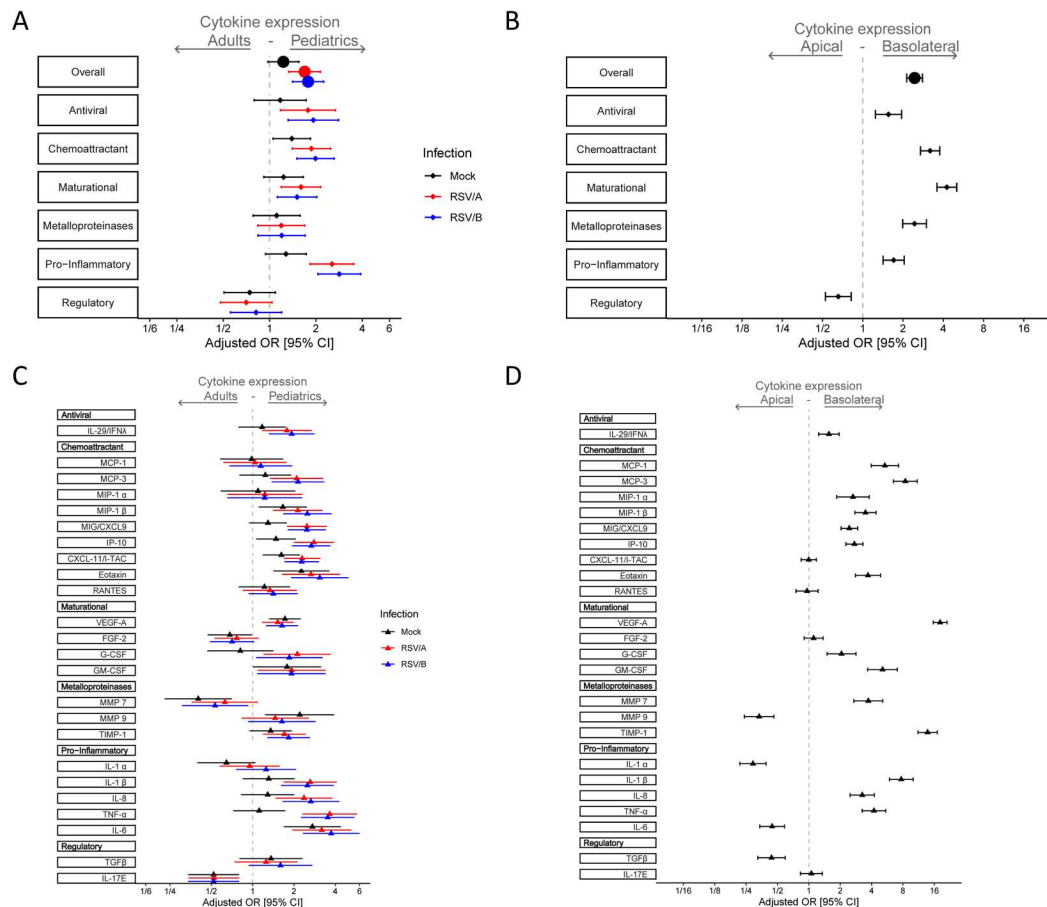 A
Cytokine expression
Adults - Pediatrics
Overall
Antiviral
Chemoattractant
Maturational
Metalloproteinases
Pro-Inflammatory
Regulatory
Infection
Mock
RSV/A
RSV/B
1/6 1/4 1/2 1 2 4 6
Adjusted OR [95% CI]
B
Cytokine expression
Apical - Basolateral
Overall
Antiviral
Chemoattractant
Maturational
Metalloproteinases
Pro-Inflammatory
Regulatory
1/16 1/8 1/4 1/2 1 2 4 8 16
Adjusted OR [95% CI]
C
Cytokine expression
Adults - Pediatrics
Antiviral
IL-29/IFNλ
Chemoattractant
MCP-1
MCP-3
MIP-1 α
MIP-1 β
MIG/CXCL9
IP-10
CXCL-11/I-TAC
Eotaxin
RANTES
Maturational
VEGF-A
FGF-2
G-CSF
GM-CSF
Metalloproteinases
MMP 7
MMP 9
TIMP-1
Pro-Inflammatory
IL-1 α
IL-1 β
IL-8
TNF-α
IL-6
Regulatory
TGFβ
IL-17E
Infection
Mock
RSV/A
RSV/B
1/6 1/4 1/2 1 2 4 6
Adjusted OR [95% CI]
D
Cytokine expression
Apical - Basolateral
Antiviral
IL-29/IFNλ
Chemoattractant
MCP-1
MCP-3
MIP-1 α
MIP-1 β
MIG/CXCL9
IP-10
CXCL-11/I-TAC
Eotaxin
RANTES
Maturational
VEGF-A
FGF-2
G-CSF
GM-CSF
Metalloproteinases
MMP 7
MMP 9
TIMP-1
Pro-Inflammatory
IL-1 α
IL-1 β
IL-8
TNF-α
IL-6
Regulatory
TGFβ
IL-17E
1/16 1/8 1/4 1/2 1 2 4 8 16
Adjusted OR [95% CI]